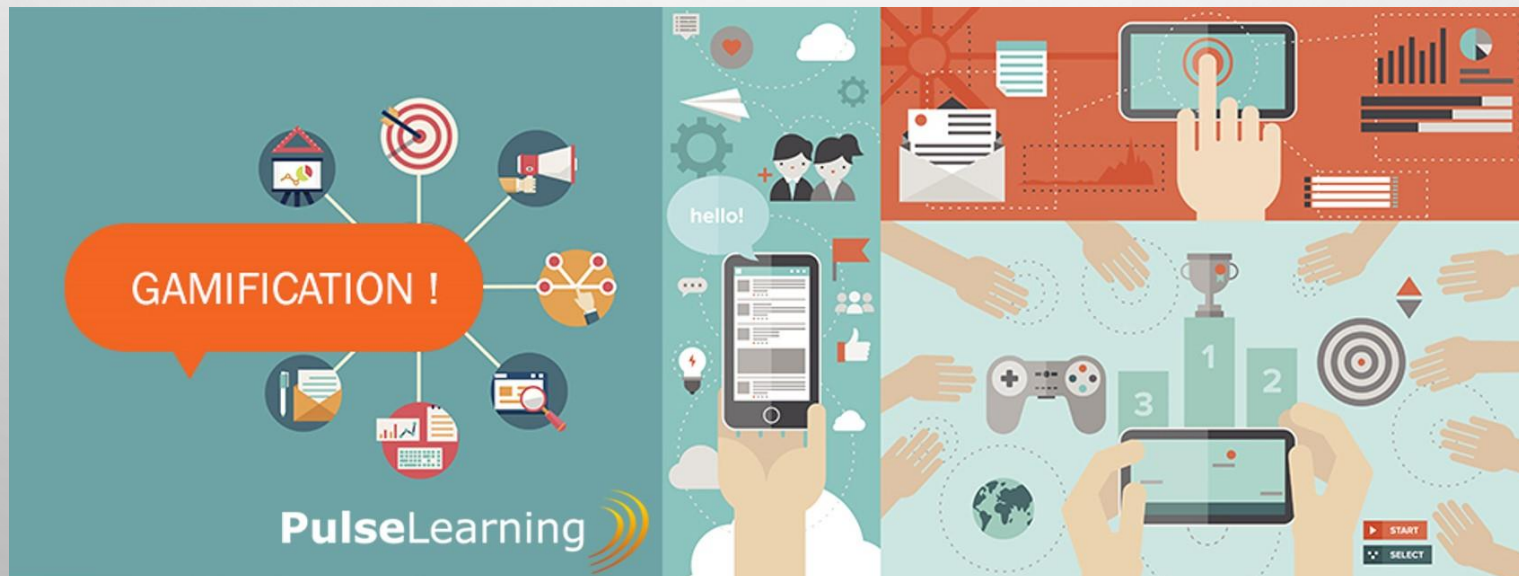 GAMIFICATION !
PulseLearning
hello!
1
2
3
START
SELECT